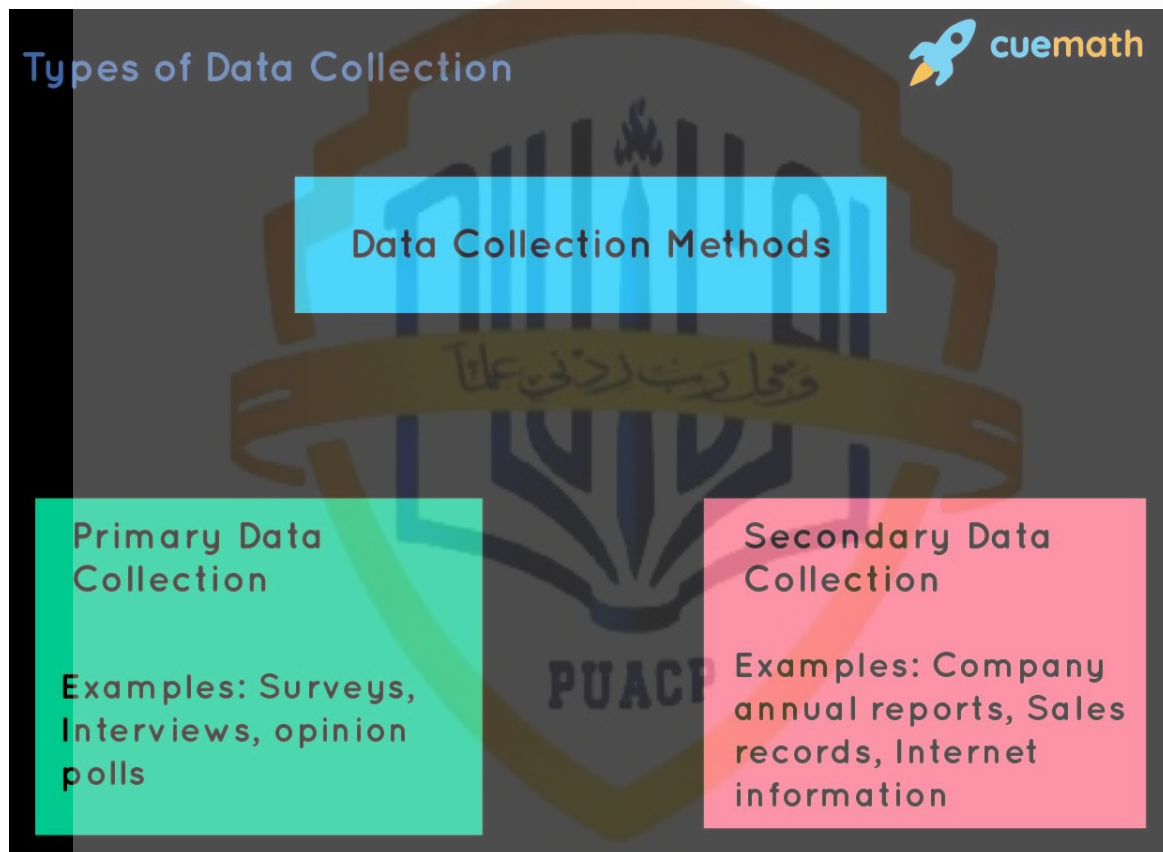 Types of Data Collection
cuemath
Data Collection Methods
وَقُل رَبِّ زِدْنِي عِلْمًا
Primary Data
Collection
Examples: Surveys,
Interviews, opinion
polls
PUACP
Secondary Data
Collection
Examples: Company
annual reports, Sales
records, Internet
information